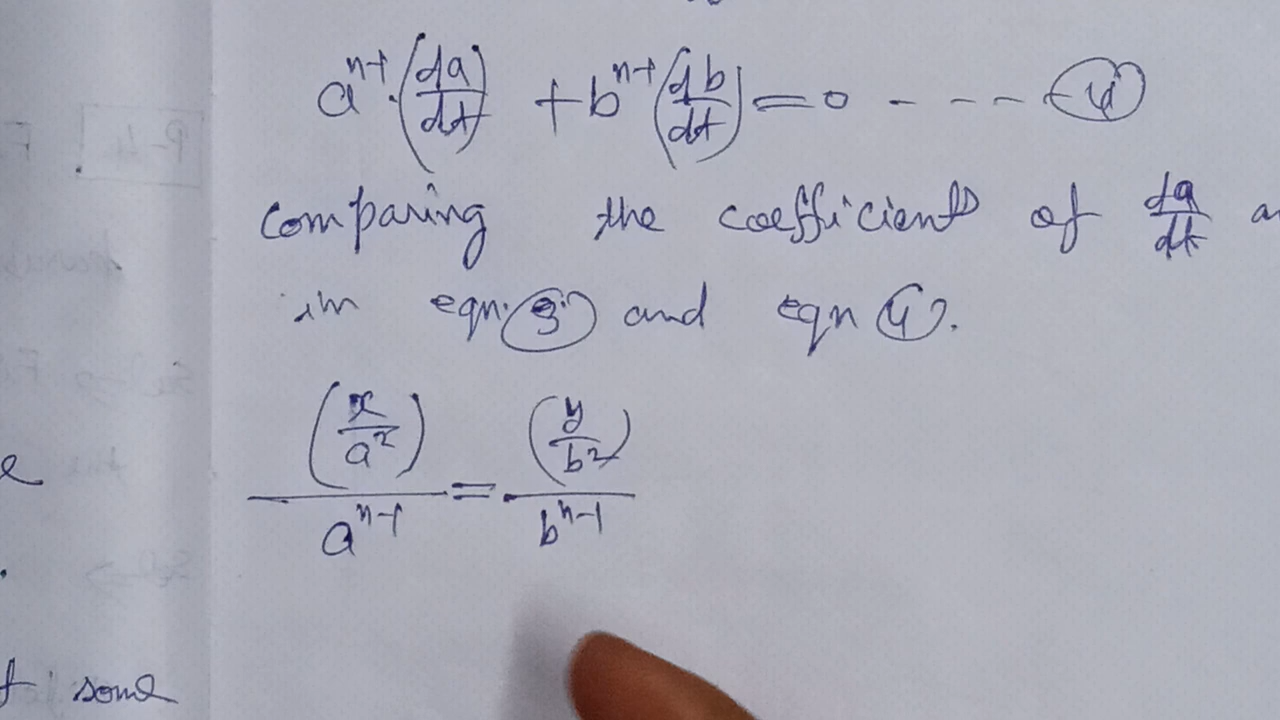 a^{n-1}·(da/dt) + b^{n-1}(db/dt) = 0 - - - - (4)
comparing the coefficients of da/dt
in eqn. (3) and eqn (4).
(x/a²)/a^{n-1} = (y/b²)/b^{n-1}
some